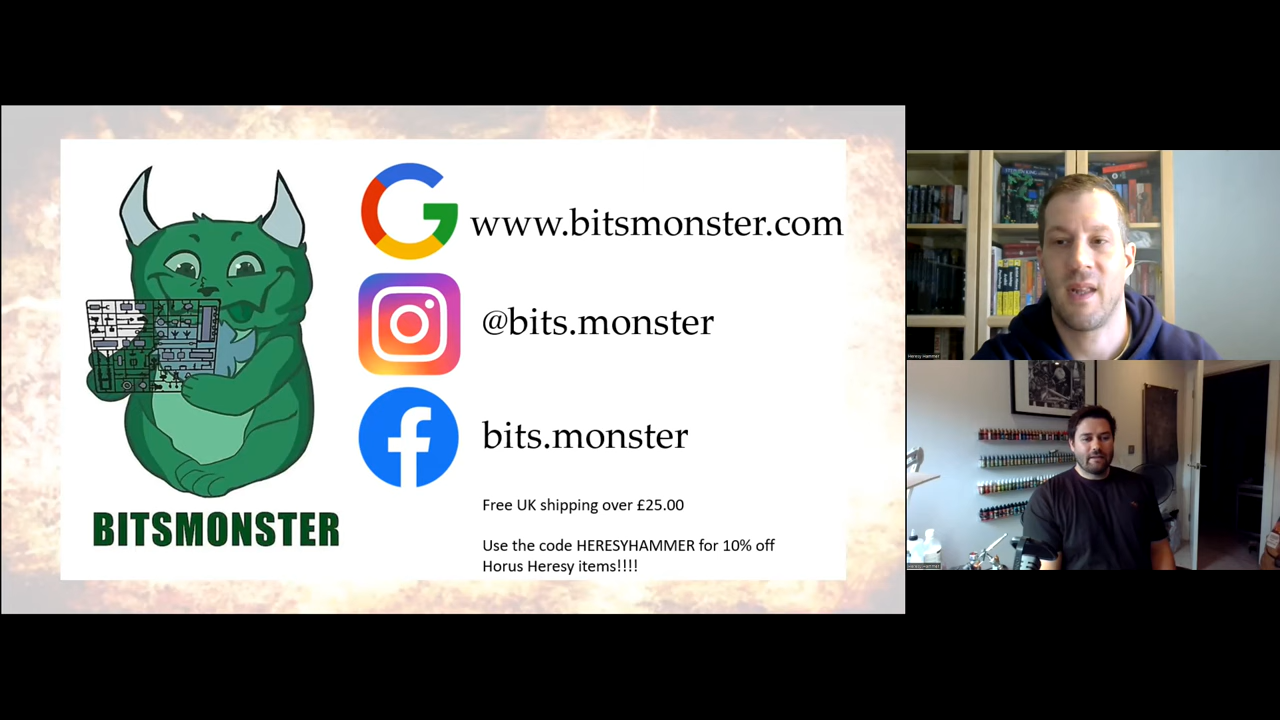 www.bitsmonster.com
@bits.monster
bits.monster
BITSMONSTER
Free UK shipping over £25.00
Use the code HERESYHAMMER for 10% off
Horus Heresy items!!!!